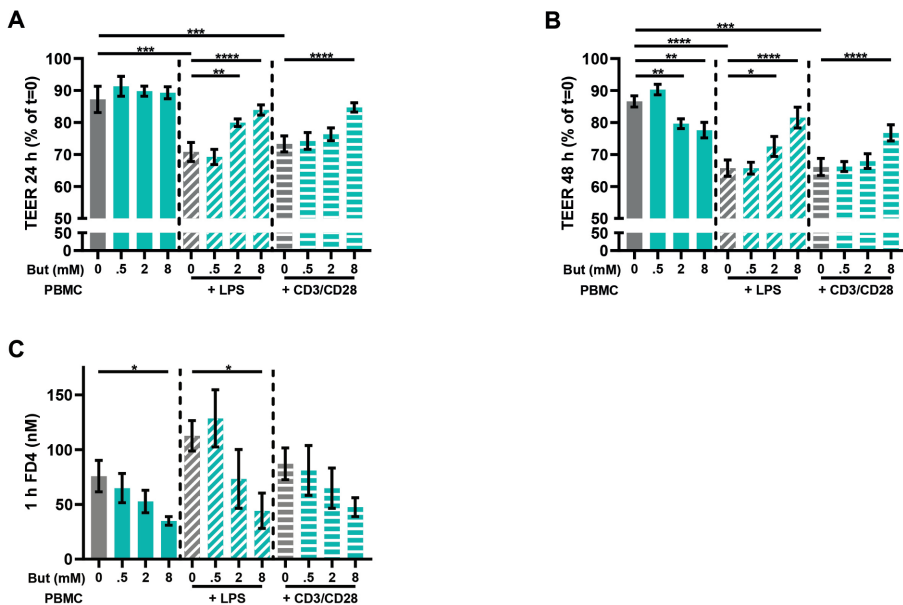 A
***
***
****
****
**
TEER 24 h (% of t=0)
100
90
80
70
60
50
50
0
But (mM)
0 .5 2 8 0 .5 2 8 0 .5 2 8
PBMC
+ LPS
+ CD3/CD28
B
***
****
**
****
****
**
*
TEER 48 h (% of t=0)
100
90
80
70
60
50
50
0
But (mM)
0 .5 2 8 0 .5 2 8 0 .5 2 8
PBMC
+ LPS
+ CD3/CD28
C
*
*
1 h FD4 (nM)
150
100
50
0
But (mM)
0 .5 2 8 0 .5 2 8 0 .5 2 8
PBMC
+ LPS
+ CD3/CD28